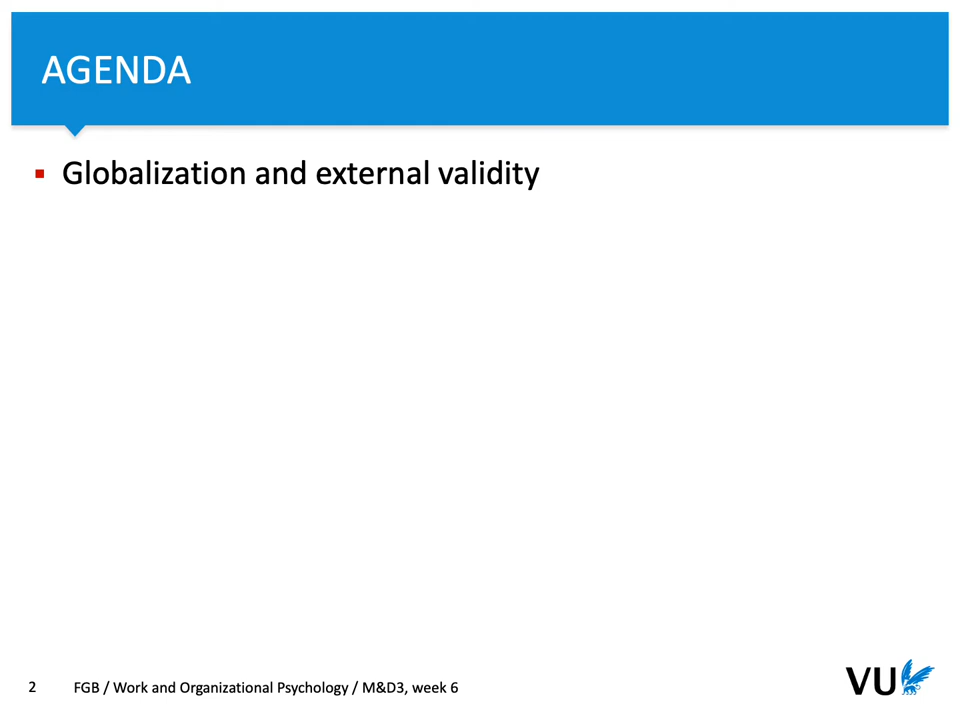 AGENDA
Globalization and external validity
2 FGB / Work and Organizational Psychology / M&D3, week 6
VU